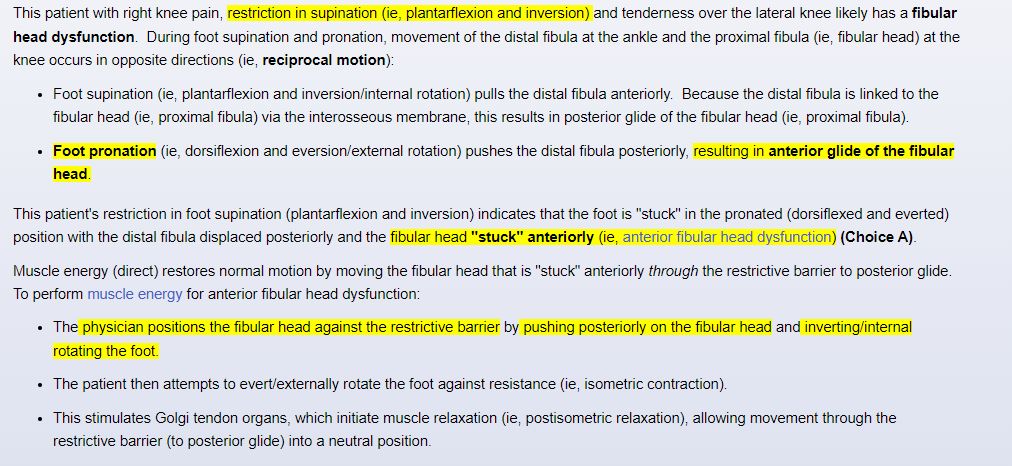 This patient with right knee pain, restriction in supination (ie, plantarflexion and inversion) and tenderness over the lateral knee likely has a fibular
head dysfunction.  During foot supination and pronation, movement of the distal fibula at the ankle and the proximal fibula (ie, fibular head) at the
knee occurs in opposite directions (ie, reciprocal motion):
• Foot supination (ie, plantarflexion and inversion/internal rotation) pulls the distal fibula anteriorly.  Because the distal fibula is linked to the
fibular head (ie, proximal fibula) via the interosseous membrane, this results in posterior glide of the fibular head (ie, proximal fibula).
• Foot pronation (ie, dorsiflexion and eversion/external rotation) pushes the distal fibula posteriorly, resulting in anterior glide of the fibular
head.
This patient's restriction in foot supination (plantarflexion and inversion) indicates that the foot is "stuck" in the pronated (dorsiflexed and everted)
position with the distal fibula displaced posteriorly and the fibular head "stuck" anteriorly (ie, anterior fibular head dysfunction) (Choice A).
Muscle energy (direct) restores normal motion by moving the fibular head that is "stuck" anteriorly through the restrictive barrier to posterior glide.
To perform muscle energy for anterior fibular head dysfunction:
• The physician positions the fibular head against the restrictive barrier by pushing posteriorly on the fibular head and inverting/internal
rotating the foot.
• The patient then attempts to evert/externally rotate the foot against resistance (ie, isometric contraction).
• This stimulates Golgi tendon organs, which initiate muscle relaxation (ie, postisometric relaxation), allowing movement through the
restrictive barrier (to posterior glide) into a neutral position.